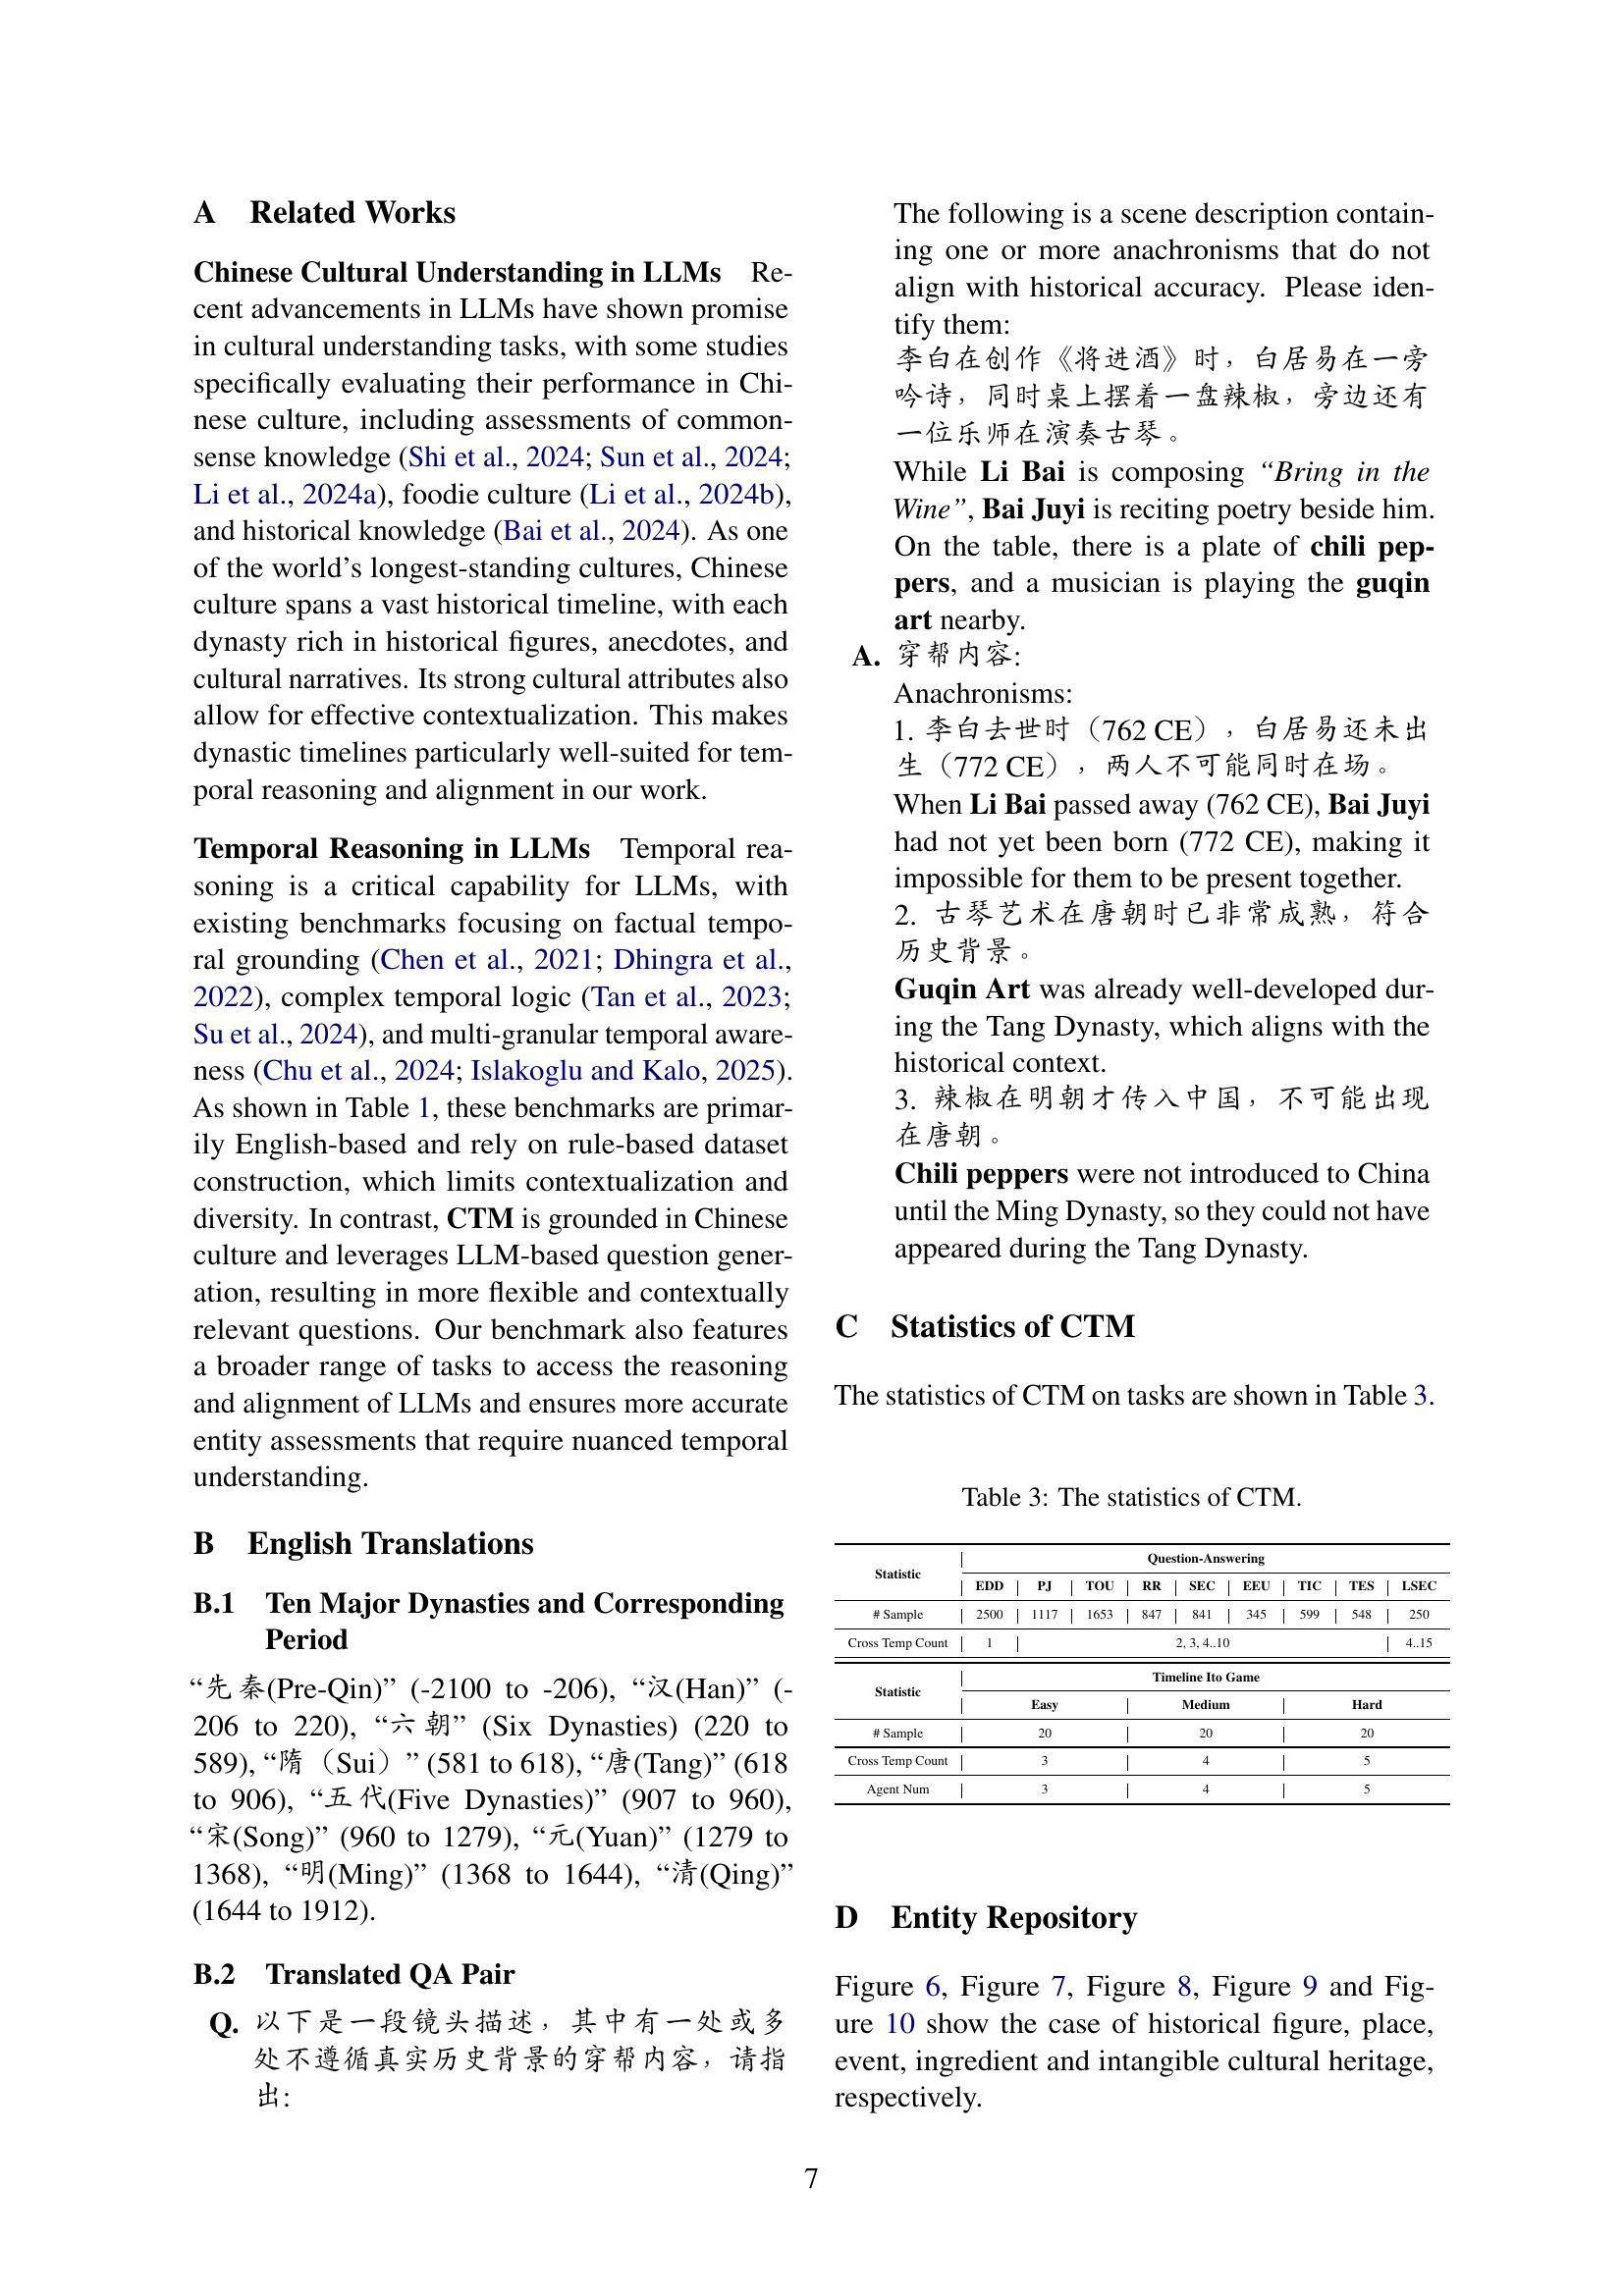 A Related Works
Chinese Cultural Understanding in LLMs Re-
cent advancements in LLMs have shown promise
in cultural understanding tasks, with some studies
specifically evaluating their performance in Chi-
nese culture, including assessments of common-
sense knowledge (Shi et al., 2024; Sun et al., 2024;
Li et al., 2024a), foodie culture (Li et al., 2024b),
and historical knowledge (Bai et al., 2024). As one
of the world's longest-standing cultures, Chinese
culture spans a vast historical timeline, with each
dynasty rich in historical figures, anecdotes, and
cultural narratives. Its strong cultural attributes also
allow for effective contextualization. This makes
dynastic timelines particularly well-suited for tem-
poral reasoning and alignment in our work.
Temporal Reasoning in LLMs Temporal rea-
soning is a critical capability for LLMs, with
existing benchmarks focusing on factual tempo-
ral grounding (Chen et al., 2021; Dhingra et al.,
2022), complex temporal logic (Tan et al., 2023;
Su et al., 2024), and multi-granular temporal aware-
ness (Chu et al., 2024; Islakoglu and Kalo, 2025).
As shown in Table 1, these benchmarks are primar-
ily English-based and rely on rule-based dataset
construction, which limits contextualization and
diversity. In contrast, CTM is grounded in Chinese
culture and leverages LLM-based question gener-
ation, resulting in more flexible and contextually
relevant questions. Our benchmark also features
a broader range of tasks to access the reasoning
and alignment of LLMs and ensures more accurate
entity assessments that require nuanced temporal
understanding.
B English Translations
B.1 Ten Major Dynasties and Corresponding
Period
“先秦(Pre-Qin)” (-2100 to -206), “汉(Han)” (-
206 to 220), “六朝” (Six Dynasties) (220 to
589), “隋（Sui）” (581 to 618), “唐(Tang)” (618
to 906), “五代(Five Dynasties)” (907 to 960),
“宋(Song)” (960 to 1279), “元(Yuan)” (1279 to
1368), “明(Ming)” (1368 to 1644), “清(Qing)”
(1644 to 1912).
B.2 Translated QA Pair
Q. 以下是一段镜头描述，其中有一处或多
处不遵循真实历史背景的穿帮内容，请指
出:
The following is a scene description contain-
ing one or more anachronisms that do not
align with historical accuracy. Please iden-
tify them:
李白在创作《将进酒》时，白居易在一旁
吟诗，同时桌上摆着一盘辣椒，旁边还有
一位乐师在演奏古琴。
While Li Bai is composing “Bring in the
Wine”, Bai Juyi is reciting poetry beside him.
On the table, there is a plate of chili pep-
pers, and a musician is playing the guqin
art nearby.
A. 穿帮内容:
Anachronisms:
1. 李白去世时（762 CE），白居易还未出
生（772 CE），两人不可能同时在场。
When Li Bai passed away (762 CE), Bai Juyi
had not yet been born (772 CE), making it
impossible for them to be present together.
2. 古琴艺术在唐朝时已非常成熟，符合
历史背景。
Guqin Art was already well-developed dur-
ing the Tang Dynasty, which aligns with the
historical context.
3. 辣椒在明朝才传入中国，不可能出现
在唐朝。
Chili peppers were not introduced to China
until the Ming Dynasty, so they could not have
appeared during the Tang Dynasty.
C Statistics of CTM
The statistics of CTM on tasks are shown in Table 3.
Table 3: The statistics of CTM.
Statistic Question-Answering
EDD PJ TOU RR SEC EEU TIC TES LSEC
# Sample 2500 1117 1653 847 841 345 599 548 250
Cross Temp Count 1 2, 3, 4..10 4..15
Statistic Timeline Ito Game
Easy Medium Hard
# Sample 20 20 20
Cross Temp Count 3 4 5
Agent Num 3 4 5
D Entity Repository
Figure 6, Figure 7, Figure 8, Figure 9 and Fig-
ure 10 show the case of historical figure, place,
event, ingredient and intangible cultural heritage,
respectively.
7